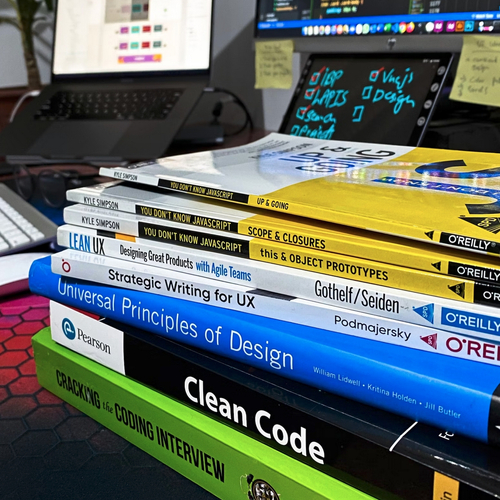 Vuejs
Design
KYLE SIMPSON
YOU DON'T KNOW JAVASCRIPT
UP & GOING
O'REILLY
KYLE SIMPSON
YOU DON'T KNOW JAVASCRIPT
SCOPE & CLOSURES
O'REILLY
KYLE SIMPSON
YOU DON'T KNOW JAVASCRIPT
this & OBJECT PROTOTYPES
O'REILLY
LEAN UX
Designing Great Products with Agile Teams
Gothelf/Seiden
O'REILLY
Strategic Writing for UX
Podmajersky
O'RE
Universal Principles of Design
William Lidwell • Kritina Holden • Jill Butler
Pearson
Clean Code
CRACKING the CODING INTERVIEW